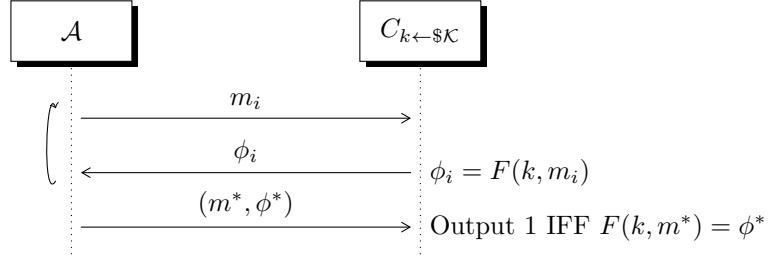 𝒜
C_{k←$𝒦}
m_i
ϕ_i
ϕ_i = F(k, m_i)
(m*, ϕ*)
Output 1 IFF F(k, m*) = ϕ*